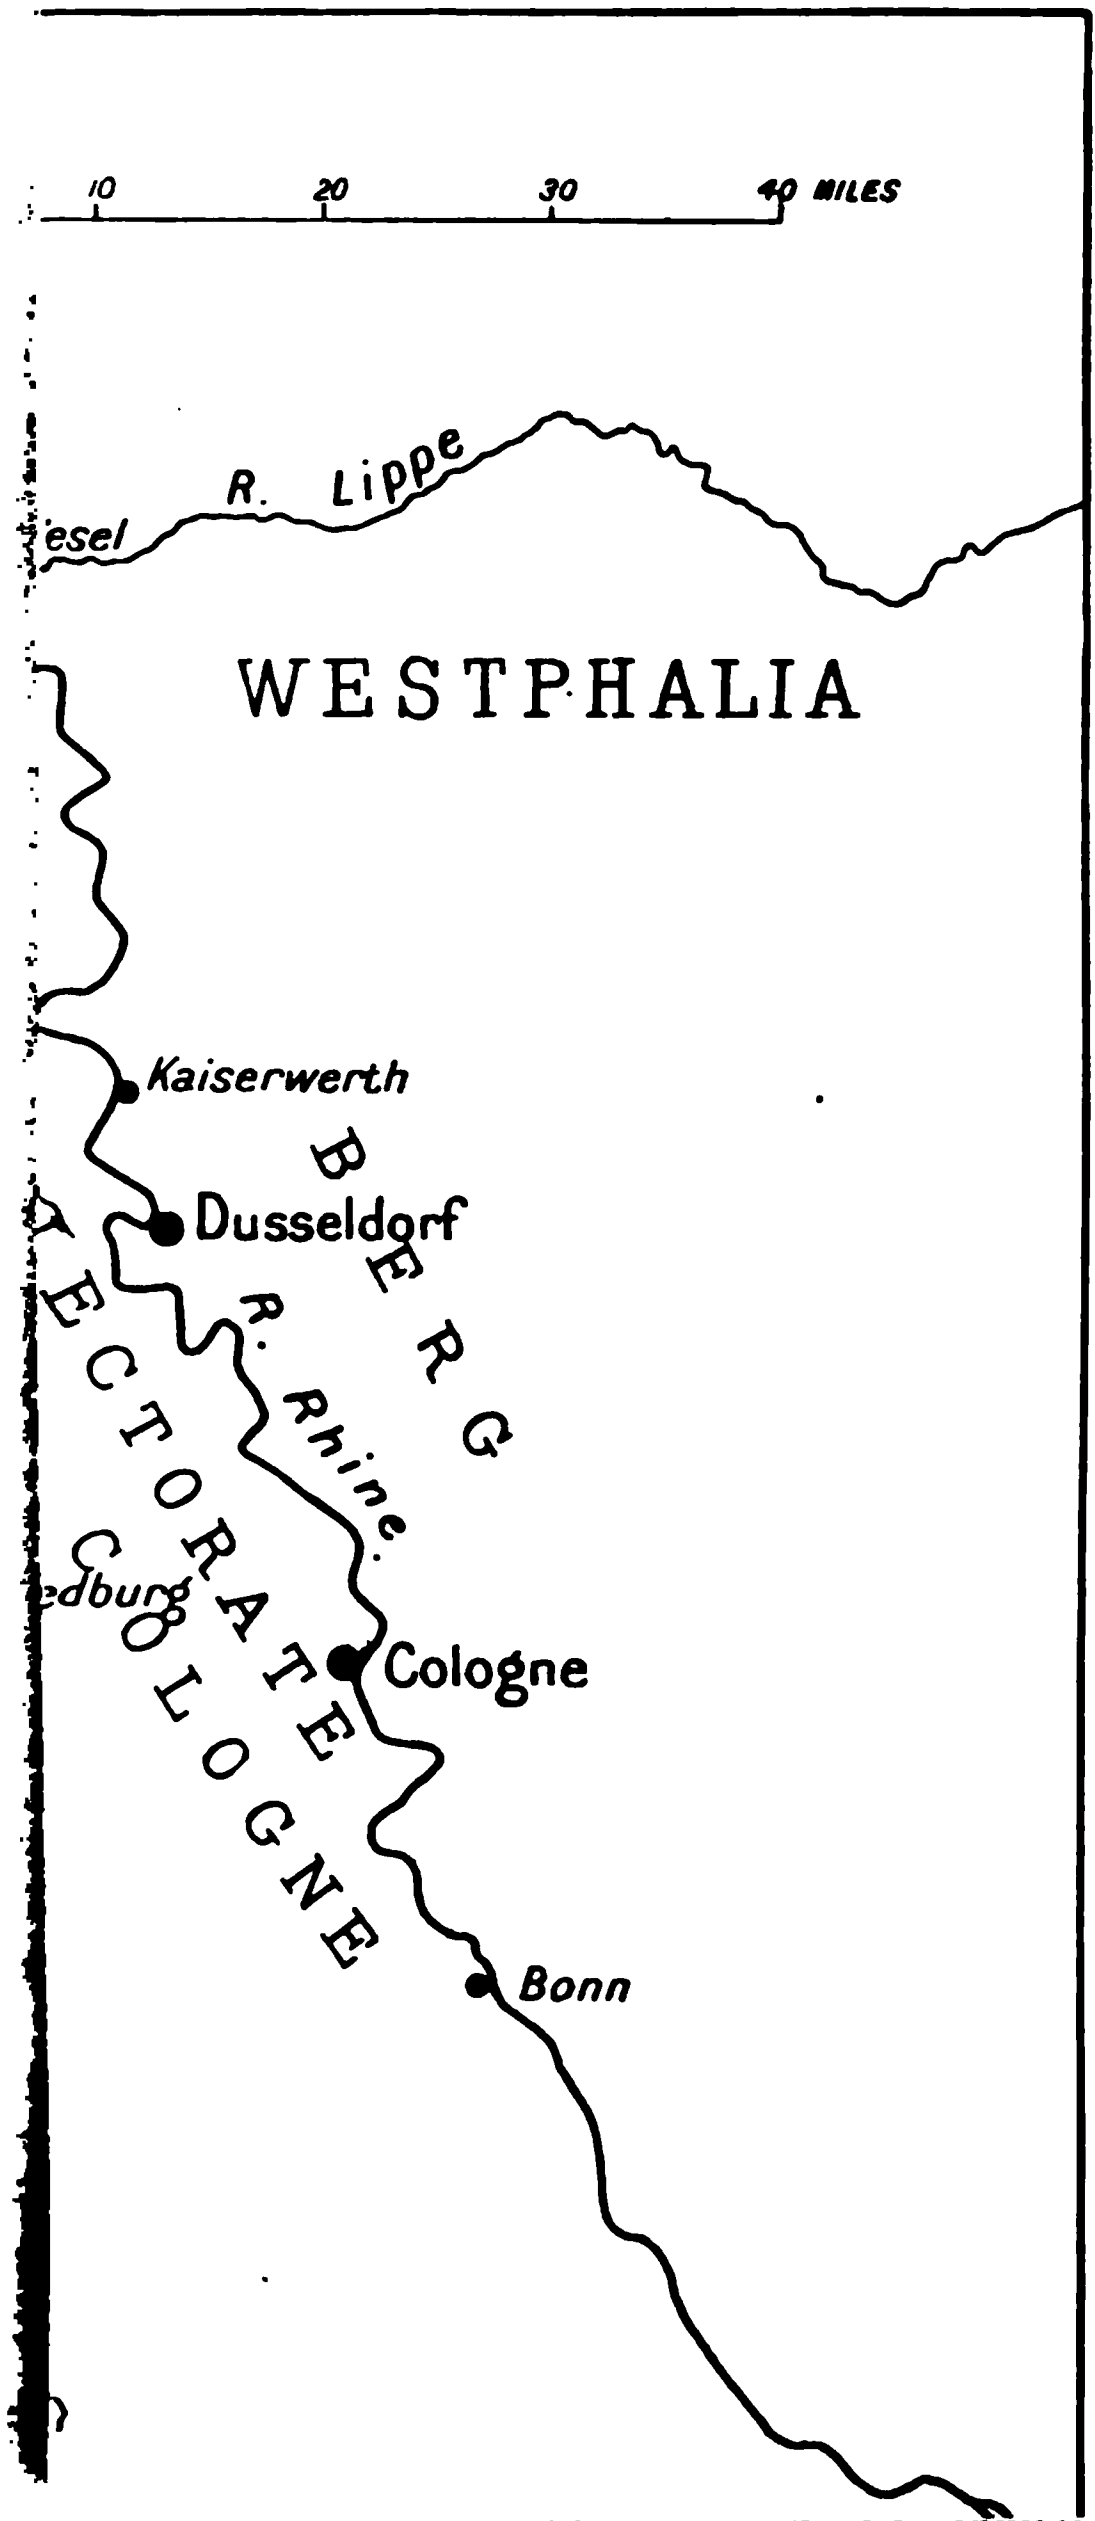 10 20 30 40 MILES
R. Lippe
esel
WESTPHALIA
Kaiserwerth
BERG
Dusseldorf
R. Rhine.
ECTORATE
COLOGNE
edburg
Cologne
Bonn